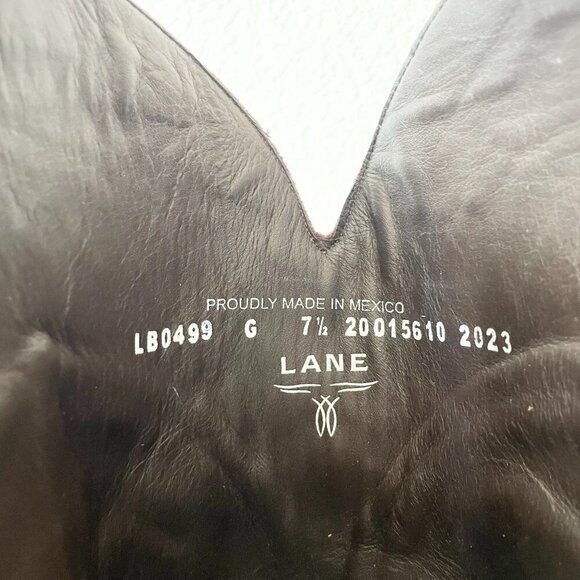 PROUDLY MADE IN MEXICO
LB0499 G 7½ 20015610 2023
LANE